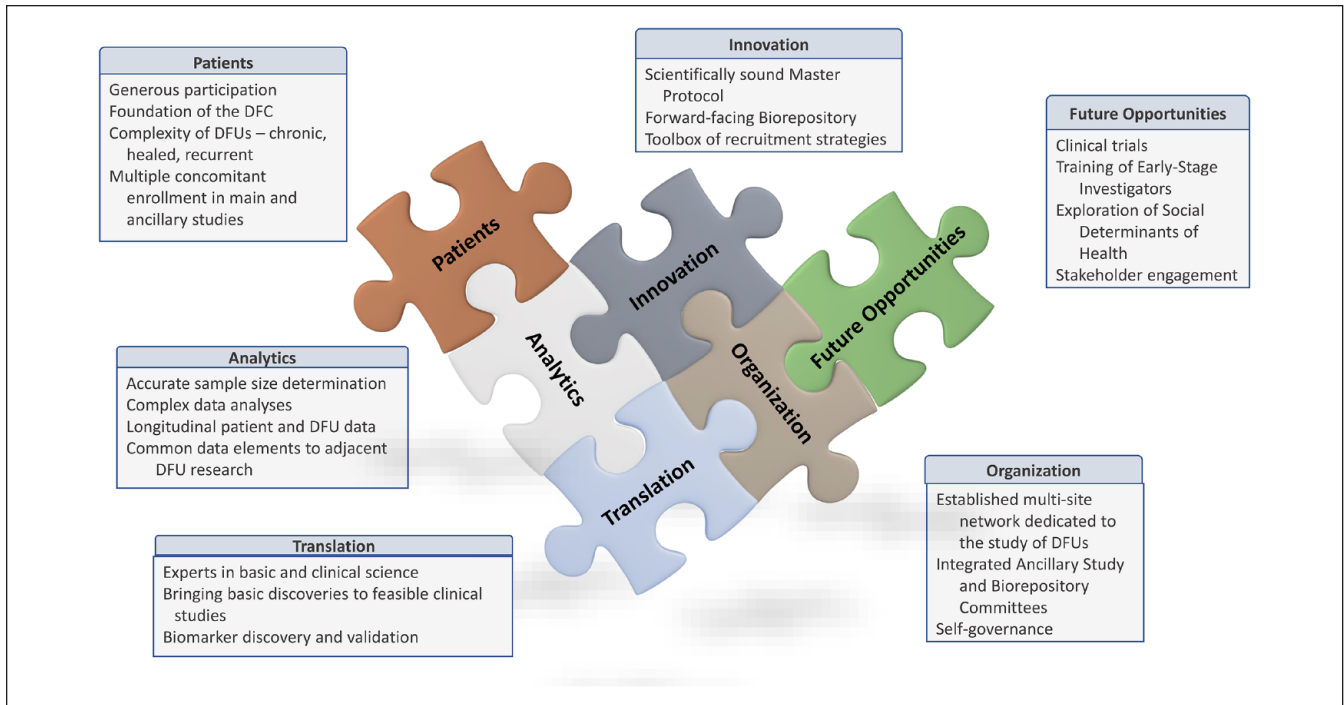 Patients
Generous participation
Foundation of the DFC
Complexity of DFUs – chronic,
healed, recurrent
Multiple concomitant
enrollment in main and
ancillary studies
Innovation
Scientifically sound Master
Protocol
Forward-facing Biorepository
Toolbox of recruitment strategies
Future Opportunities
Clinical trials
Training of Early-Stage
Investigators
Exploration of Social
Determinants of
Health
Stakeholder engagement
Patients
Innovation
Future Opportunities
Analytics
Organization
Translation
Analytics
Accurate sample size determination
Complex data analyses
Longitudinal patient and DFU data
Common data elements to adjacent
DFU research
Organization
Established multi-site
network dedicated to
the study of DFUs
Integrated Ancillary Study
and Biorepository
Committees
Self-governance
Translation
Experts in basic and clinical science
Bringing basic discoveries to feasible clinical
studies
Biomarker discovery and validation